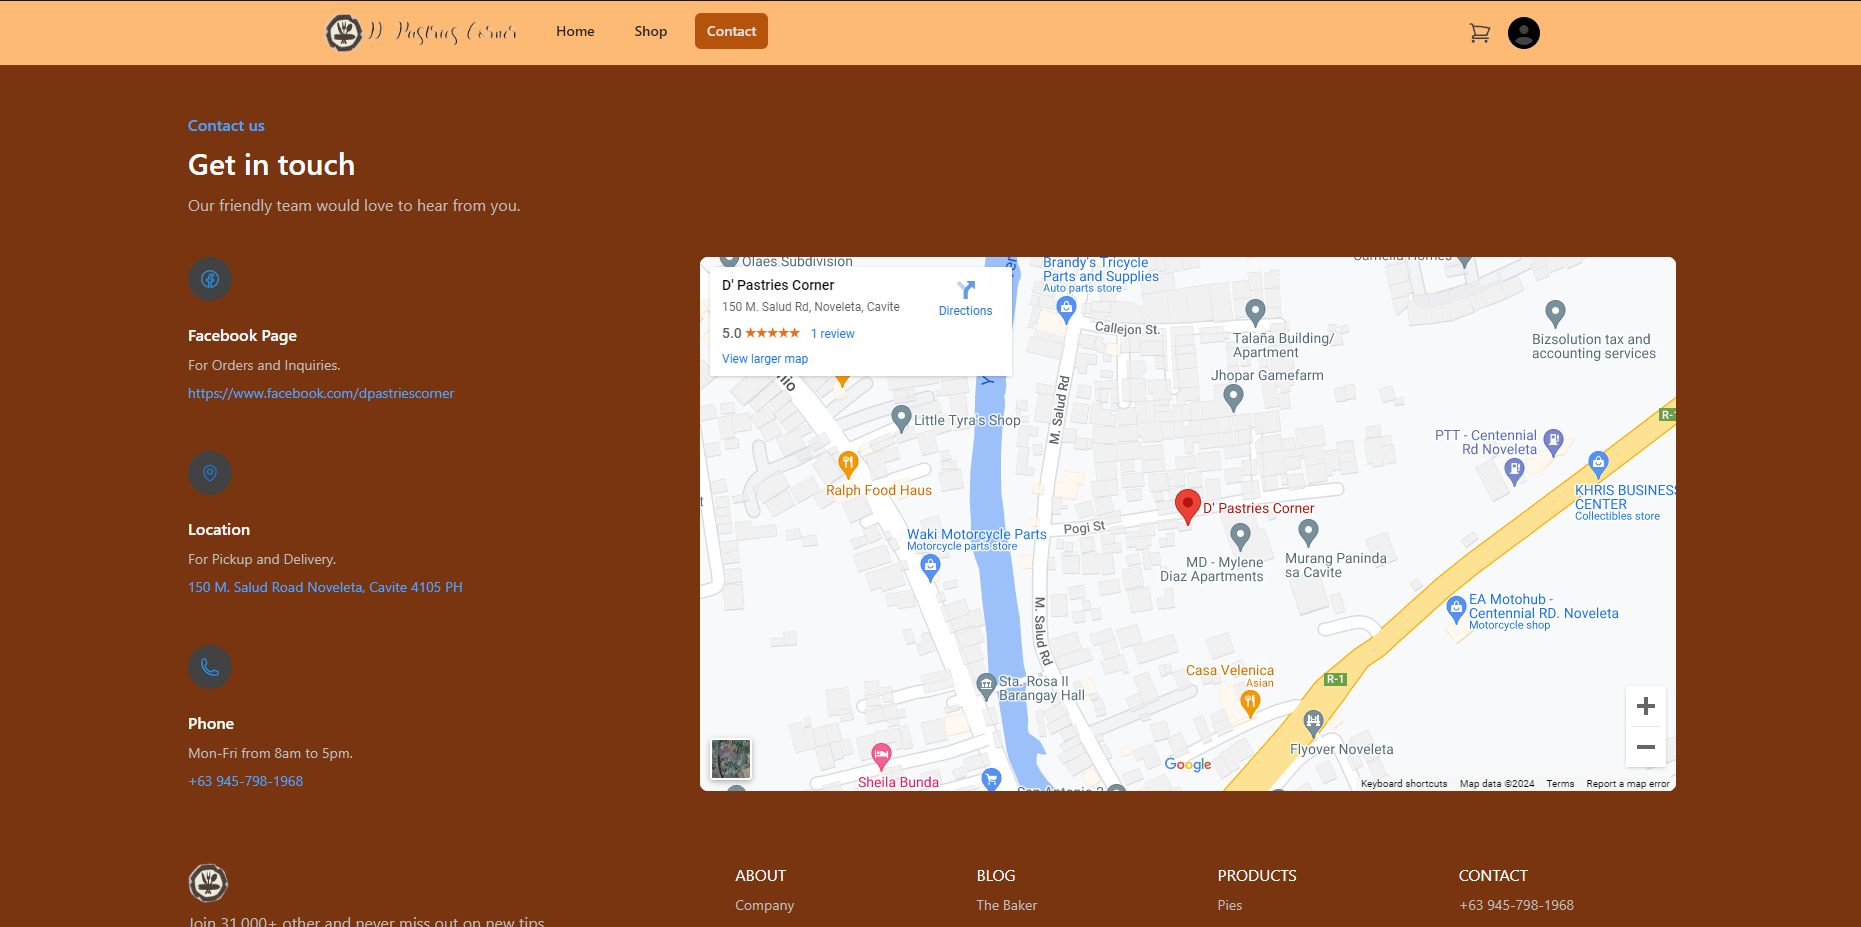 D Pastries Corner
Home
Shop
Contact
Contact us
Get in touch
Our friendly team would love to hear from you.
Facebook Page
For Orders and Inquiries.
https://www.facebook.com/dpastriescorner
Location
For Pickup and Delivery.
150 M. Salud Road Noveleta, Cavite 4105 PH
Phone
Mon-Fri from 8am to 5pm.
+63 945-798-1968
Olaes Subdivision
D' Pastries Corner
150 M. Salud Rd, Noveleta, Cavite
5.0
1 review
View larger map
Directions
Brandy's Tricycle
Parts and Supplies
Auto parts store
Callejon St.
Talaña Building/
Apartment
Jhopar Gamefarm
Bizsolution tax and
accounting services
Little Tyra's Shop
M. Salud Rd
PTT - Centennial
Rd Noveleta
Ralph Food Haus
KHRIS BUSINESS
CENTER
Collectibles store
D' Pastries Corner
Pogi St
Waki Motorcycle Parts
Motorcycle parts store
MD - Mylene
Diaz Apartments
Murang Paninda
sa Cavite
EA Motohub -
Centennial RD. Noveleta
Motorcycle shop
M. Salud Rd
Casa Velenica
Asian
R-1
Sta. Rosa II
Barangay Hall
Flyover Noveleta
Sheila Bunda
Google
Keyboard shortcuts
Map data ©2024
Terms
Report a map error
Join 31,000+ other and never miss out on new tips
ABOUT
Company
BLOG
The Baker
PRODUCTS
Pies
CONTACT
+63 945-798-1968